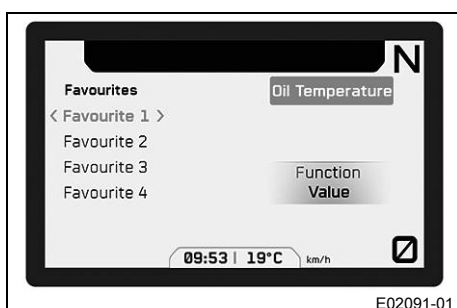 N
Favourites
Oil Temperature
< Favourite 1 >
Favourite 2
Favourite 3
Favourite 4
Function
Value
09:53 | 19°C km/h
0
E02091-01